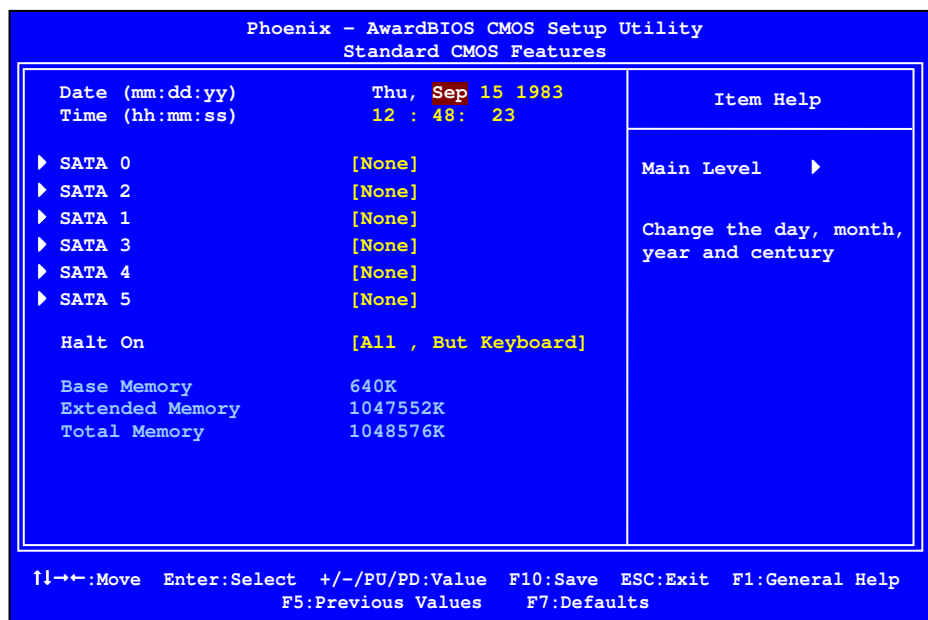 Phoenix – AwardBIOS CMOS Setup Utility
Standard CMOS Features
Date (mm:dd:yy) Thu, Sep 15 1983
Time (hh:mm:ss) 12 : 48: 23
SATA 0 [None]
SATA 2 [None]
SATA 1 [None]
SATA 3 [None]
SATA 4 [None]
SATA 5 [None]
Halt On [All , But Keyboard]
Base Memory 640K
Extended Memory 1047552K
Total Memory 1048576K
Item Help
Main Level
Change the day, month,
year and century
↑↓→←:Move Enter:Select +/-/PU/PD:Value F10:Save ESC:Exit F1:General Help
F5:Previous Values F7:Defaults